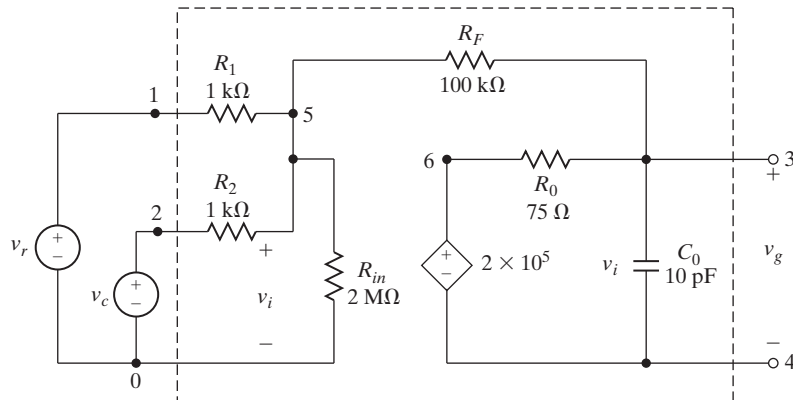 R_F
100 kΩ
R_1
1 kΩ
1
5
6
3
+
R_0
75 Ω
R_2
1 kΩ
2
v_r
+
−
v_c
+
−
+
v_i
−
R_in
2 MΩ
+
−
2 × 10^5
v_i
C_0
10 pF
v_g
−
4
0